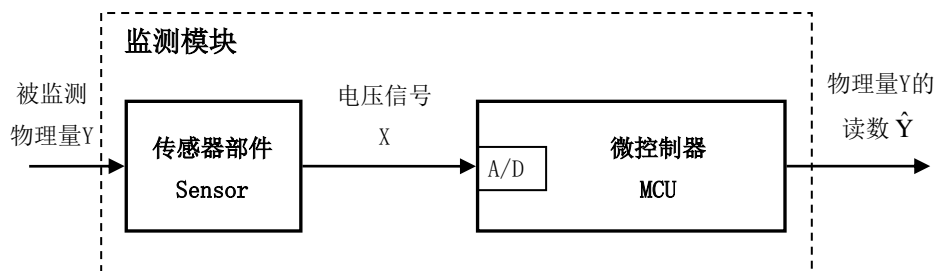 监测模块
被监测
物理量Y
传感器部件
Sensor
电压信号
X
A/D
微控制器
MCU
物理量Y的
读数 Ŷ